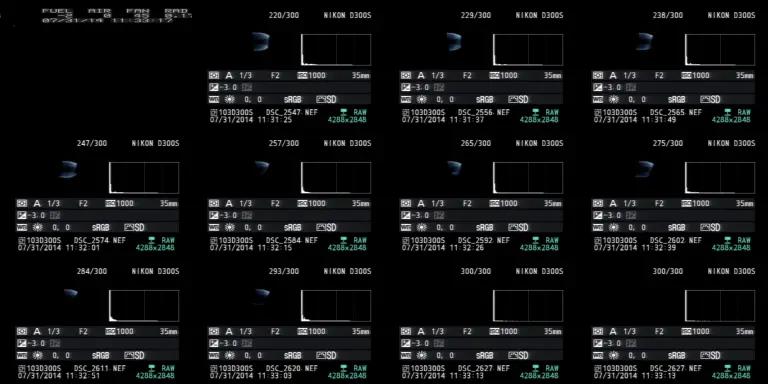 FUEL AIR FAN RAD
0 45
07/31/14 11:33:17
220/300 NIKON D300S
A 1/3 F2 ISO1000 35mm
-3.0
WB 0, 0 sRGB SD
103D300S DSC_2547 NEF RAW
07/31/2014 11:31:25 4288x2848
229/300 NIKON D300S
A 1/3 F2 ISO1000 35mm
-3.0
WB 0, 0 sRGB SD
103D300S DSC_2556 NEF RAW
07/31/2014 11:31:37 4288x2848
238/300 NIKON D300S
A 1/3 F2 ISO1000 35mm
-3.0
WB 0, 0 sRGB SD
103D300S DSC_2565 NEF RAW
07/31/2014 11:31:49 4288x2848
247/300 NIKON D300S
A 1/3 F2 ISO1000 35mm
-3.0
WB 0, 0 sRGB SD
103D300S DSC_2574 NEF RAW
07/31/2014 11:32:01 4288x2848
257/300 NIKON D300S
A 1/3 F2 ISO1000 35mm
-3.0
WB 0, 0 sRGB SD
103D300S DSC_2584 NEF RAW
07/31/2014 11:32:15 4288x2848
265/300 NIKON D300S
A 1/3 F2 ISO1000 35mm
-3.0
WB 0, 0 sRGB SD
103D300S DSC_2592 NEF RAW
07/31/2014 11:32:26 4288x2848
275/300 NIKON D300S
A 1/3 F2 ISO1000 35mm
-3.0
WB 0, 0 sRGB SD
103D300S DSC_2602 NEF RAW
07/31/2014 11:32:39 4288x2848
284/300 NIKON D300S
A 1/3 F2 ISO1000 35mm
-3.0
WB 0, 0 sRGB SD
103D300S DSC_2611 NEF RAW
07/31/2014 11:32:51 4288x2848
293/300 NIKON D300S
A 1/3 F2 ISO1000 35mm
-3.0
WB 0, 0 sRGB SD
103D300S DSC_2620 NEF RAW
07/31/2014 11:33:03 4288x2848
300/300 NIKON D300S
A 1/3 F2 ISO1000 35mm
-3.0
WB 0, 0 sRGB SD
103D300S DSC_2627 NEF RAW
07/31/2014 11:33:13 4288x2848
300/300 NIKON D300S
A 1/3 F2 ISO1000 35mm
-3.0
WB 0, 0 sRGB SD
103D300S DSC_2627 NEF RAW
07/31/2014 11:33:13 4288x2848